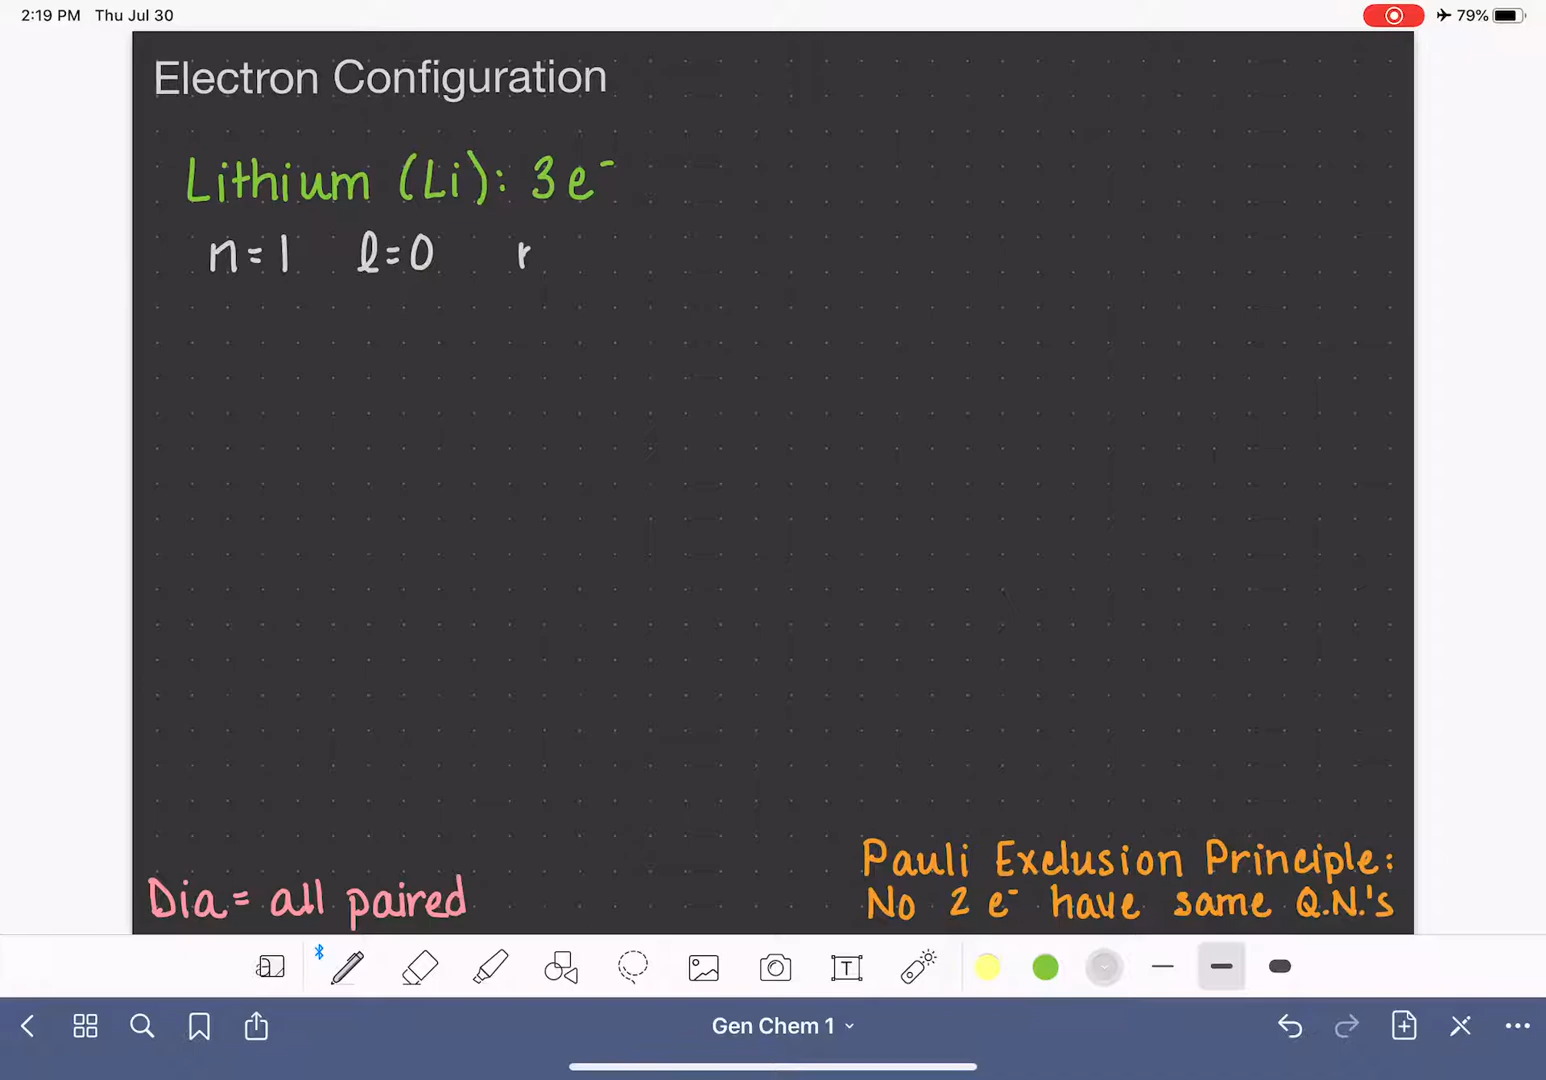 2:19 PM Thu Jul 30
79%
Electron Configuration
Lithium (Li): 3e⁻
n=1 l=0 r
Pauli Exclusion Principle:
No 2 e⁻ have same Q.N.'s
Dia= all paired
T
Gen Chem 1